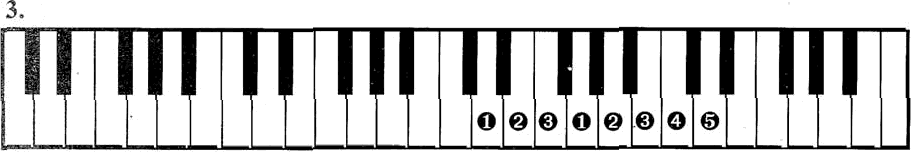 3.
❶ ❷ ❸ ❶ ❷ ❸ ❹ ❺